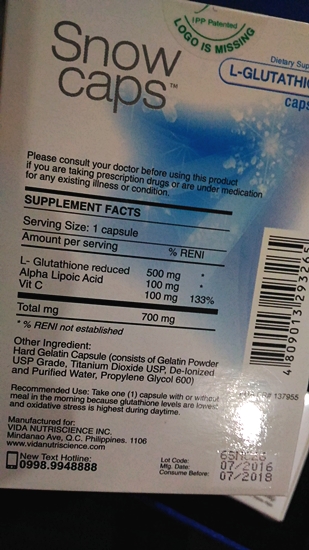 IPP Patented
LOGO IS MISSING
Snow
caps™
Dietary Sup
L-GLUTATHI
caps
Please consult your doctor before using this product
if you are taking prescription drugs or are under medication
for any existing illness or condition.
SUPPLEMENT FACTS
Serving Size: 1 capsule
Amount per serving % RENI
L- Glutathione reduced 500 mg *
Alpha Lipoic Acid 100 mg *
Vit C 100 mg 133%
Total mg 700 mg
* % RENI not established
Other Ingredient:
Hard Gelatin Capsule (consists of Gelatin Powder
USP Grade, Titanium Dioxide USP, De-Ionized
and Purified Water, Propylene Glycol 600)
Recommended Use: Take one (1) capsule with or without
meal in the morning because glutathione levels are lowest
and oxidative stress is highest during daytime.
Manufactured for:
VIDA NUTRISCIENCE INC.
Mindanao Ave, Q.C. Philippines. 1106
www.vidanutriscience.com
New Text Hotline:
0998.9948888
Lot Code:
Mfg. Date: 07/2016
Consume Before: 07/2018
4 809013 293265
137955